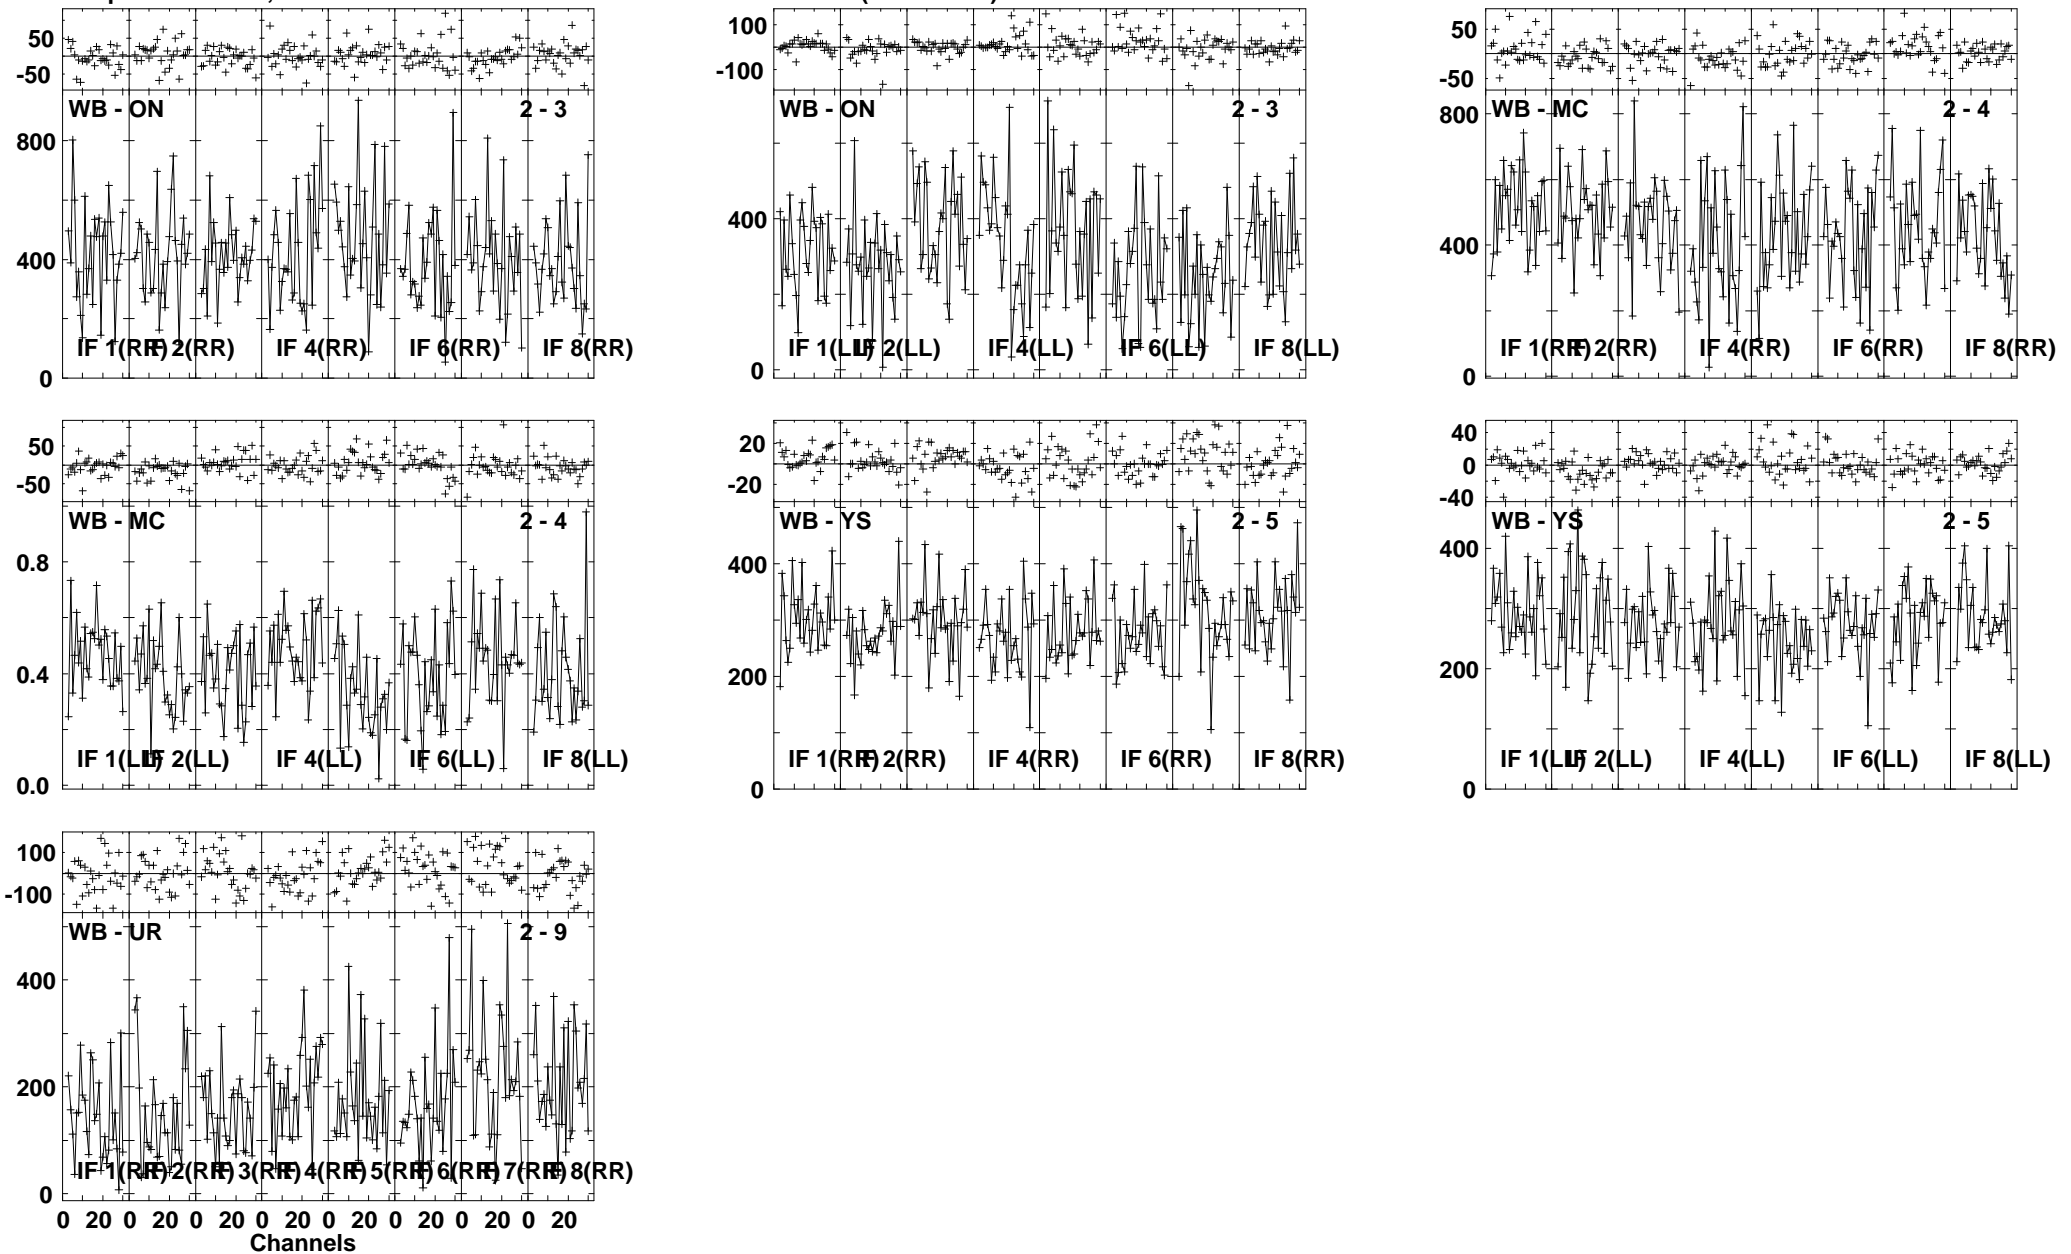 50
-50
WB - ON 2 - 3
800
400
0
IF 1(RR) IF 2(RR) IF 4(RR) IF 6(RR) IF 8(RR)
100
-100
WB - ON 2 - 3
400
0
IF 1(LL) IF 2(LL) IF 4(LL) IF 6(LL) IF 8(LL)
50
-50
WB - MC 2 - 4
800
400
0
IF 1(RR) IF 2(RR) IF 4(RR) IF 6(RR) IF 8(RR)
50
-50
WB - MC 2 - 4
0.8
0.4
0.0
IF 1(LL) IF 2(LL) IF 4(LL) IF 6(LL) IF 8(LL)
20
-20
WB - YS 2 - 5
400
200
0
IF 1(RR) IF 2(RR) IF 4(RR) IF 6(RR) IF 8(RR)
40
0
-40
WB - YS 2 - 5
400
200
0
IF 1(LL) IF 2(LL) IF 4(LL) IF 6(LL) IF 8(LL)
100
-100
WB - UR 2 - 9
400
200
0
IF 1(RR) IF 2(RR) IF 3(RR) IF 4(RR) IF 5(RR) IF 6(RR) IF 7(RR) IF 8(RR)
0 20 0 20 0 20 0 20 0 20 0 20 0 20 0 20
Channels